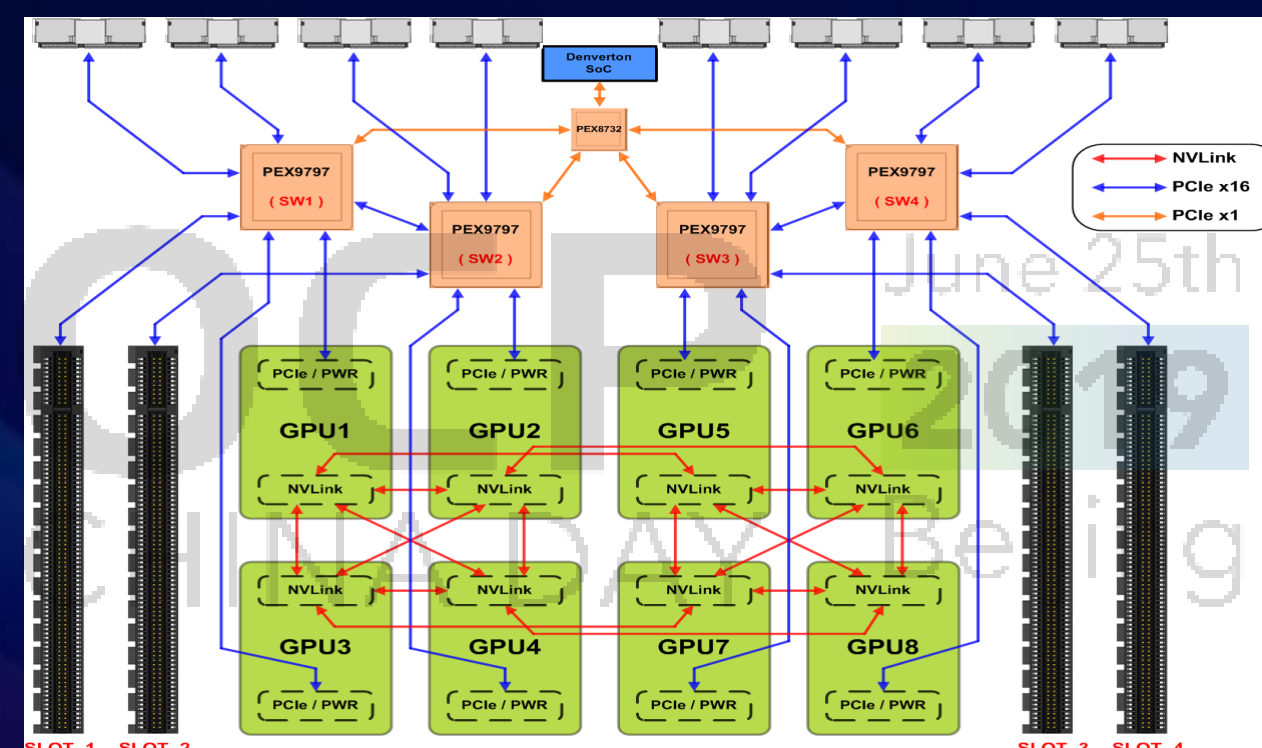 Denverton
SoC
PEX8732
PEX9797
( SW1 )
PEX9797
( SW2 )
PEX9797
( SW3 )
PEX9797
( SW4 )
NVLink
PCIe x16
PCIe x1
OCP
CHINA DAY
June 25th
2019
Beijing
PCIe / PWR
PCIe / PWR
PCIe / PWR
PCIe / PWR
GPU1
GPU2
GPU5
GPU6
NVLink
NVLink
NVLink
NVLink
NVLink
NVLink
NVLink
NVLink
GPU3
GPU4
GPU7
GPU8
PCIe / PWR
PCIe / PWR
PCIe / PWR
PCIe / PWR
SLOT 1
SLOT 2
SLOT 3
SLOT 4